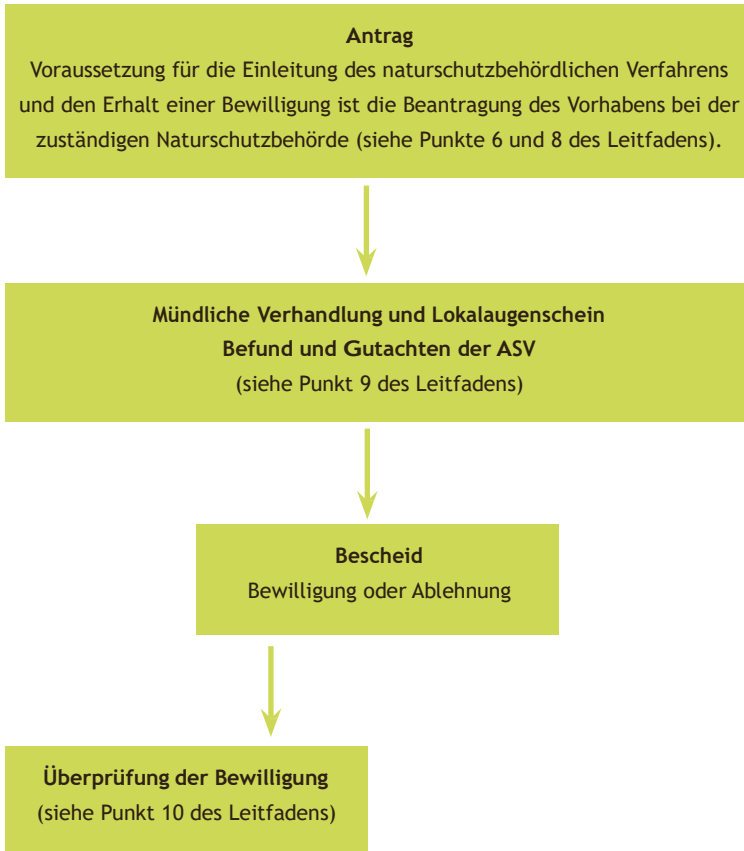 Antrag
Voraussetzung für die Einleitung des naturschutzbehördlichen Verfahrens
und den Erhalt einer Bewilligung ist die Beantragung des Vorhabens bei der
zuständigen Naturschutzbehörde (siehe Punkte 6 und 8 des Leitfadens).
Mündliche Verhandlung und Lokalaugenschein
Befund und Gutachten der ASV
(siehe Punkt 9 des Leitfadens)
Bescheid
Bewilligung oder Ablehnung
Überprüfung der Bewilligung
(siehe Punkt 10 des Leitfadens)